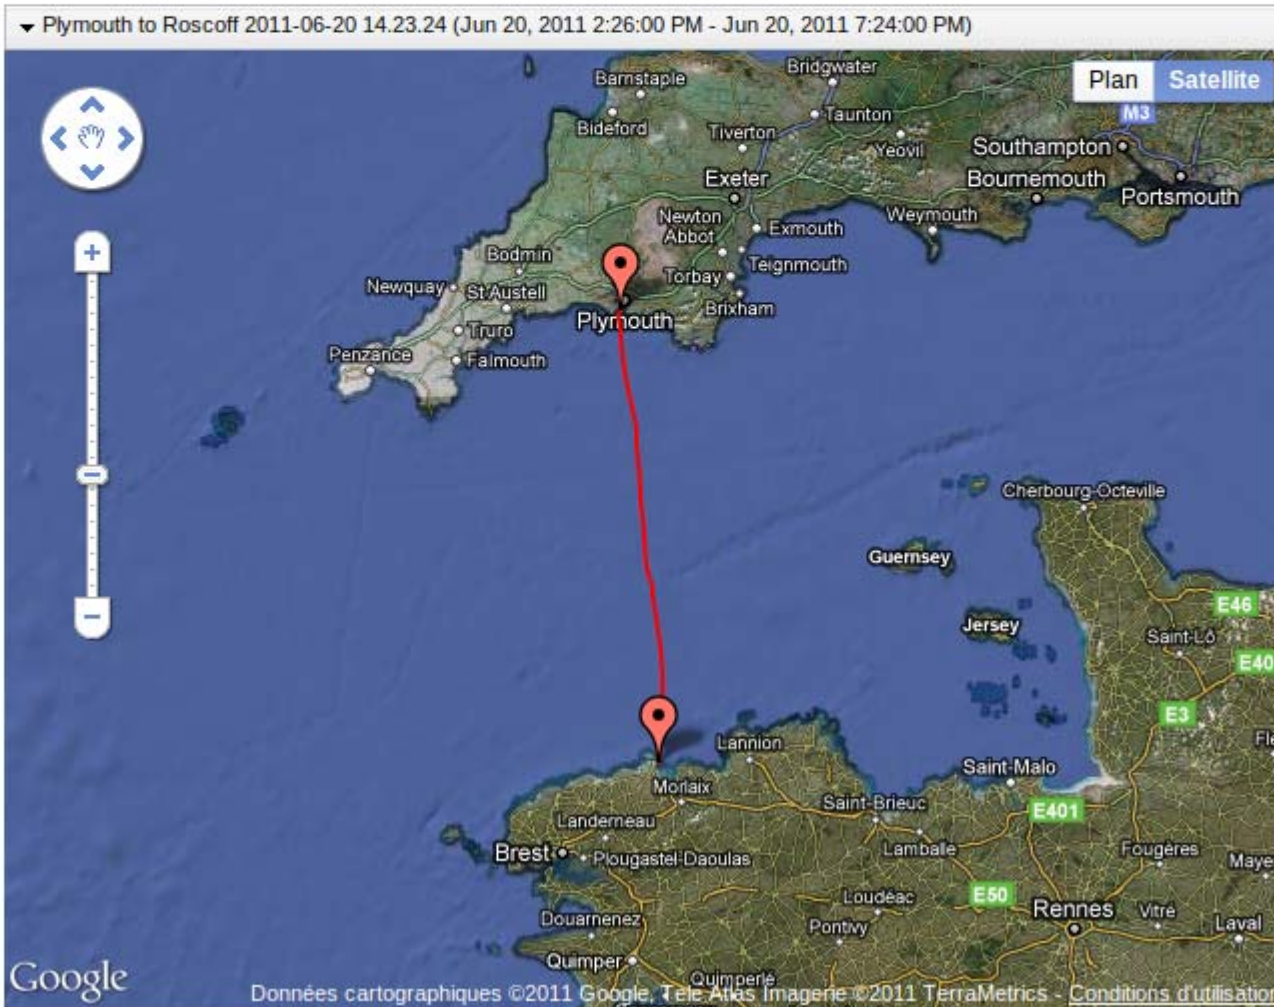 Plymouth to Roscoff 2011-06-20 14.23.24 (Jun 20, 2011 2:26:00 PM - Jun 20, 2011 7:24:00 PM)
Barnstaple
Bridgwater
Plan
Satellite
M3
Bideford
Tiverton
Taunton
Yeovil
Southampton
Exeter
Bournemouth
Portsmouth
Newton
Abbot
Exmouth
Weymouth
Bodmin
Torbay
Teignmouth
Newquay
St Austell
Plymouth
Brixham
Truro
Penzance
Falmouth
Cherbourg-Octeville
Guernsey
E46
Jersey
Saint-Lô
E40
E3
Lannion
Saint-Malo
Morlaix
Saint-Brieuc
E401
Landerneau
Brest
Plougastel-Daoulas
Lamballe
Fougères
Loudéac
E50
Rennes
Vitré
Douarnenez
Pontivy
Laval
Quimper
Quimperlé
Google
Données cartographiques ©2011 Google, Tele Atlas Imagerie ©2011 TerraMetrics - Conditions d'utilisation